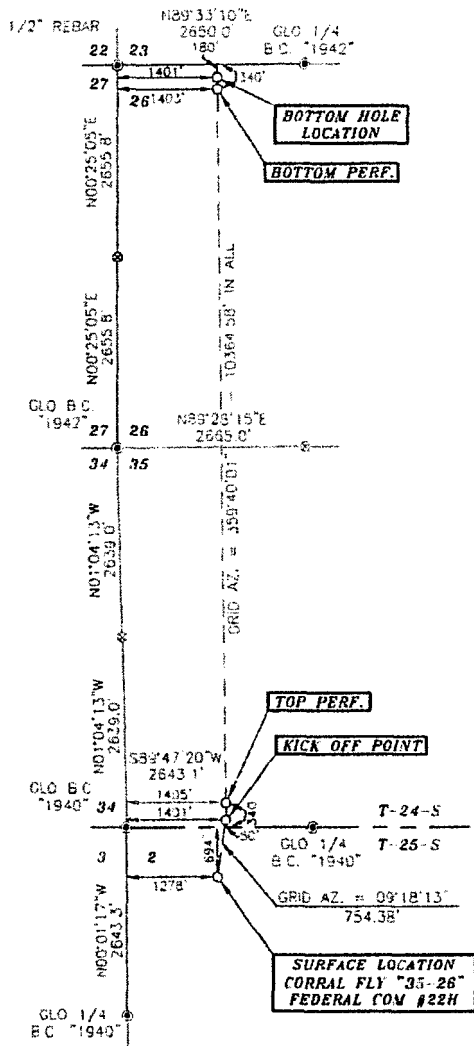 N89°33'10"E
2650.0'
1/2" REBAR
GLO 1/4
B.C. "1942"
180'
22 23
1401'
340'
27
26
1403'
BOTTOM HOLE
LOCATION
BOTTOM PERF.
N00°25'05"E
2655.8'
N00°25'05"E
2655.8'
10364.58' IN ALL
GLO B.C.
"1942"
27 26
34 35
N89°28'15"E
2665.0'
GRID AZ. = 359°40'01"
N01°04'13"W
2639.0'
N01°04'13"W
2639.0'
TOP PERF.
KICK OFF POINT
S89°47'20"W
2643.1'
GLO B.C.
"1940"
34
1405'
1401'
340'
T-24-S
T-25-S
3 2
694'
GLO 1/4
B.C. "1940"
1278'
N00°01'17"W
2643.3'
GRID AZ. = 09°18'13"
754.38'
SURFACE LOCATION
CORRAL FLY "35-26"
FEDERAL COM #22H
GLO 1/4
B.C. "1940"